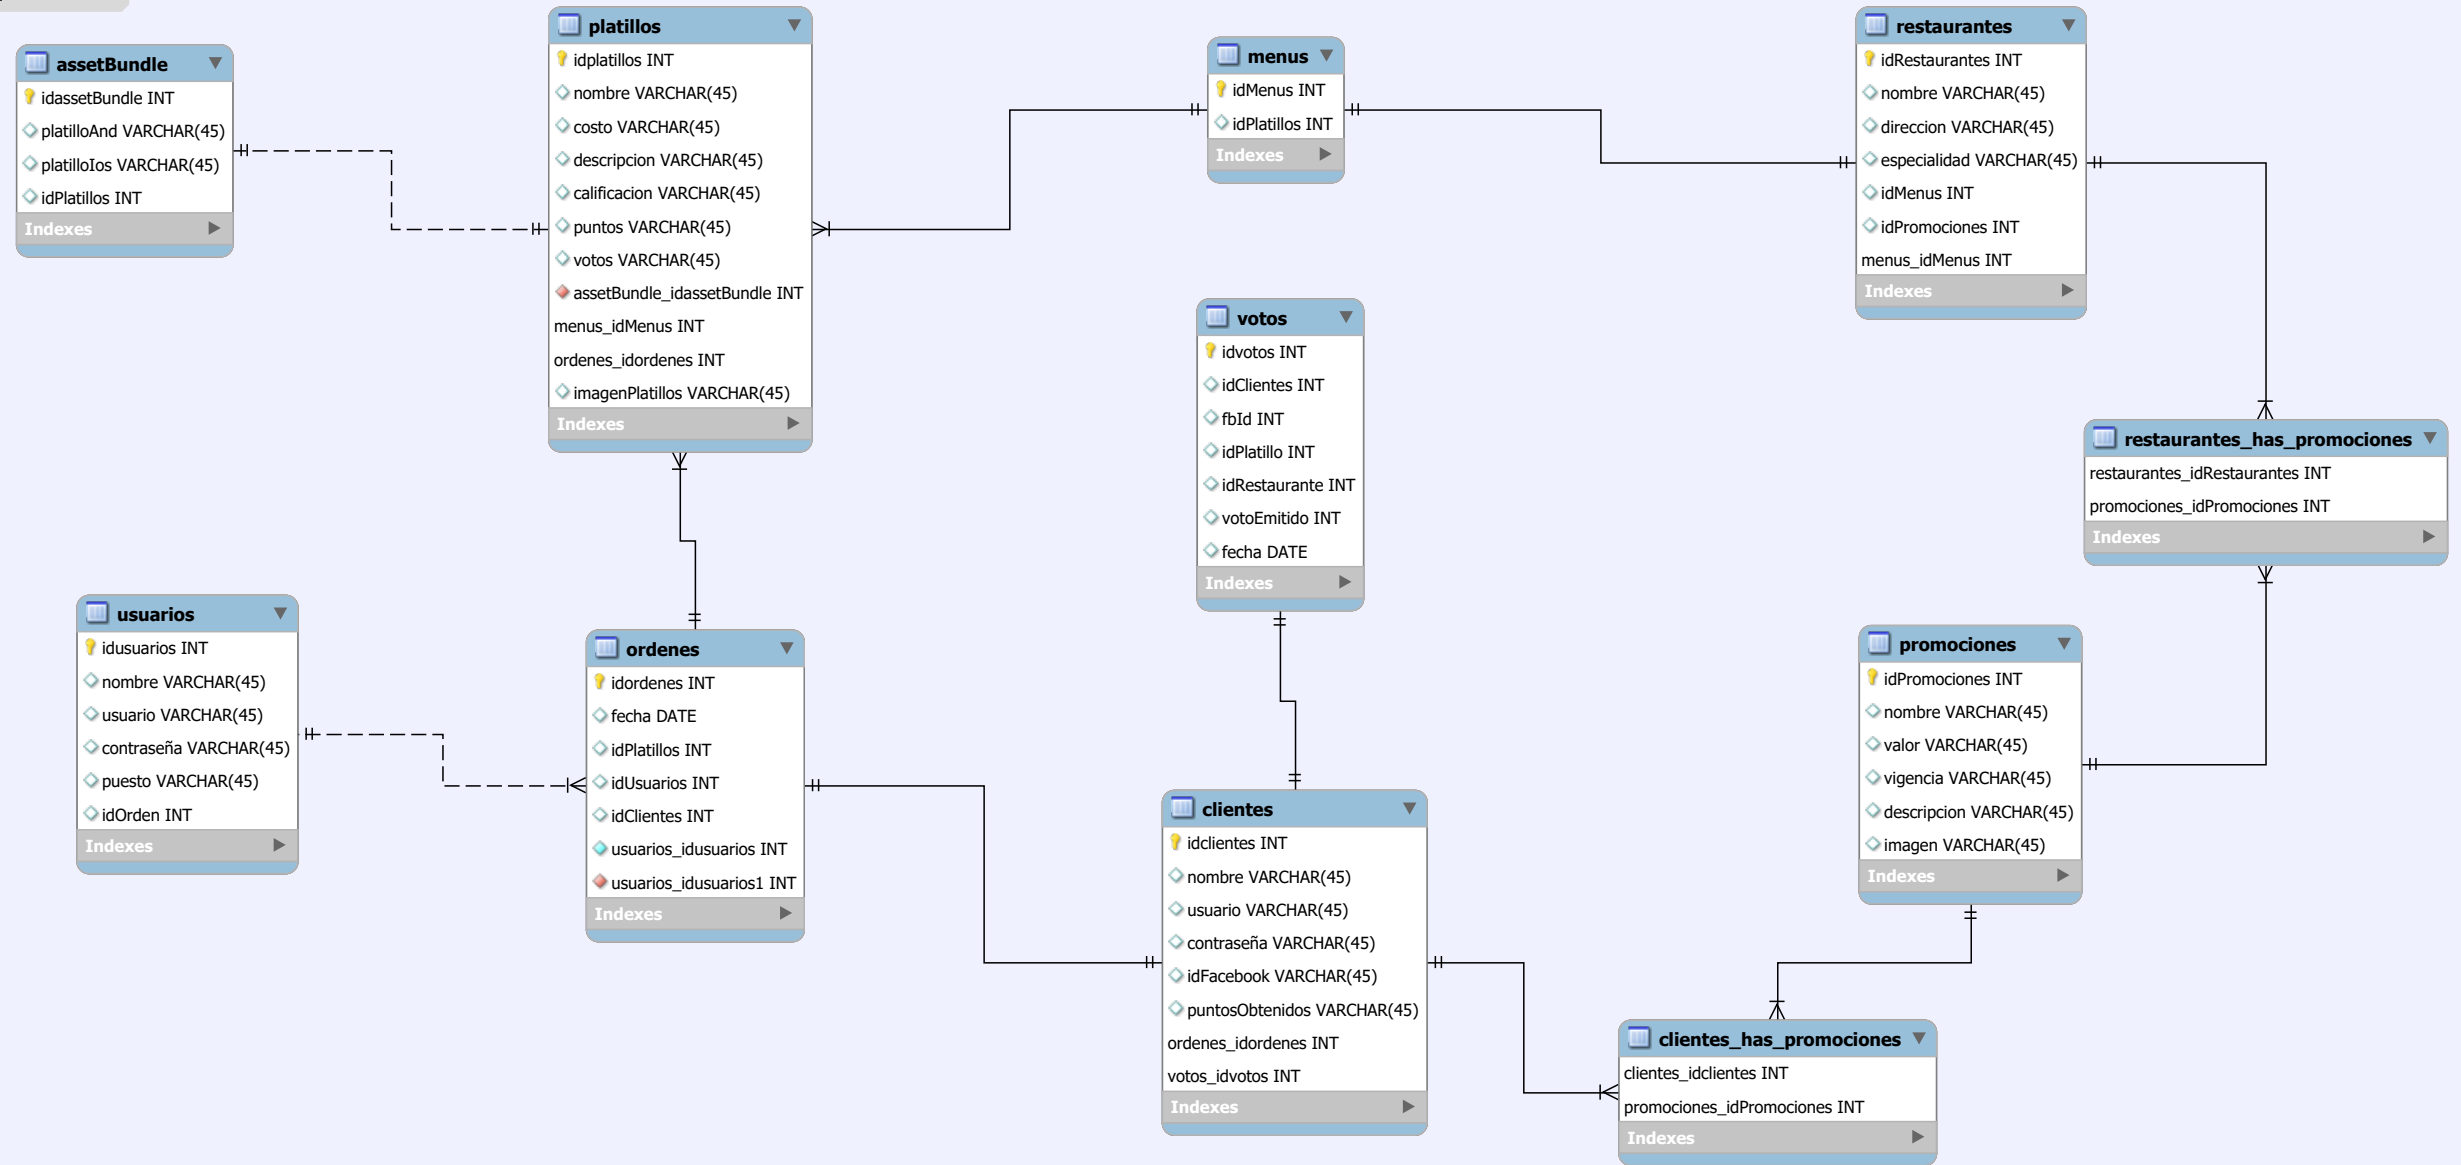 assetBundle
idassetBundle INT
platilloAnd VARCHAR(45)
platilloIos VARCHAR(45)
idPlatillos INT
Indexes
platillos
idplatillos INT
nombre VARCHAR(45)
costo VARCHAR(45)
descripcion VARCHAR(45)
calificacion VARCHAR(45)
puntos VARCHAR(45)
votos VARCHAR(45)
assetBundle_idassetBundle INT
menus_idMenus INT
ordenes_idordenes INT
imagenPlatillos VARCHAR(45)
Indexes
menus
idMenus INT
idPlatillos INT
Indexes
restaurantes
idRestaurantes INT
nombre VARCHAR(45)
direccion VARCHAR(45)
especialidad VARCHAR(45)
idMenus INT
idPromociones INT
menus_idMenus INT
Indexes
votos
idvotos INT
idClientes INT
fbId INT
idPlatillo INT
idRestaurante INT
votoEmitido INT
fecha DATE
Indexes
restaurantes_has_promociones
restaurantes_idRestaurantes INT
promociones_idPromociones INT
Indexes
usuarios
idusuarios INT
nombre VARCHAR(45)
usuario VARCHAR(45)
contraseña VARCHAR(45)
puesto VARCHAR(45)
idOrden INT
Indexes
ordenes
idordenes INT
fecha DATE
idPlatillos INT
idUsuarios INT
idClientes INT
usuarios_idusuarios INT
usuarios_idusuarios1 INT
Indexes
clientes
idclientes INT
nombre VARCHAR(45)
usuario VARCHAR(45)
contraseña VARCHAR(45)
idFacebook VARCHAR(45)
puntosObtenidos VARCHAR(45)
ordenes_idordenes INT
votos_idvotos INT
Indexes
promociones
idPromociones INT
nombre VARCHAR(45)
valor VARCHAR(45)
vigencia VARCHAR(45)
descripcion VARCHAR(45)
imagen VARCHAR(45)
Indexes
clientes_has_promociones
clientes_idclientes INT
promociones_idPromociones INT
Indexes